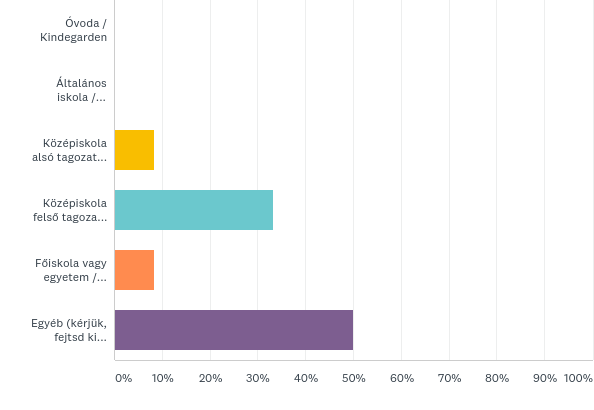 Óvoda /
Kindegarden
Általános
iskola /...
Középiskola
alsó tagozat...
Középiskola
felső tagoza...
Főiskola vagy
egyetem /...
Egyéb (kérjük,
fejtsd ki...
0% 10% 20% 30% 40% 50% 60% 70% 80% 90% 100%